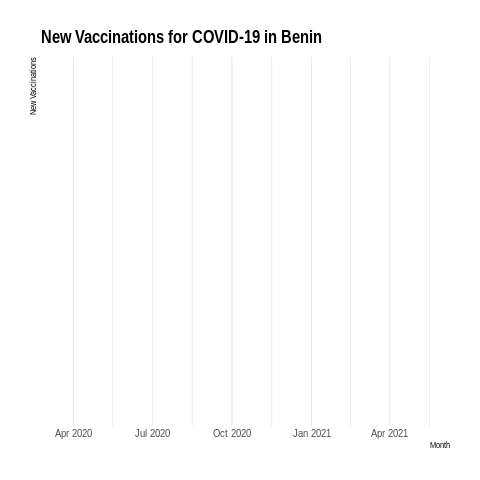 New Vaccinations for COVID-19 in Benin
New Vaccinations
Apr 2020 Jul 2020 Oct 2020 Jan 2021 Apr 2021
Month